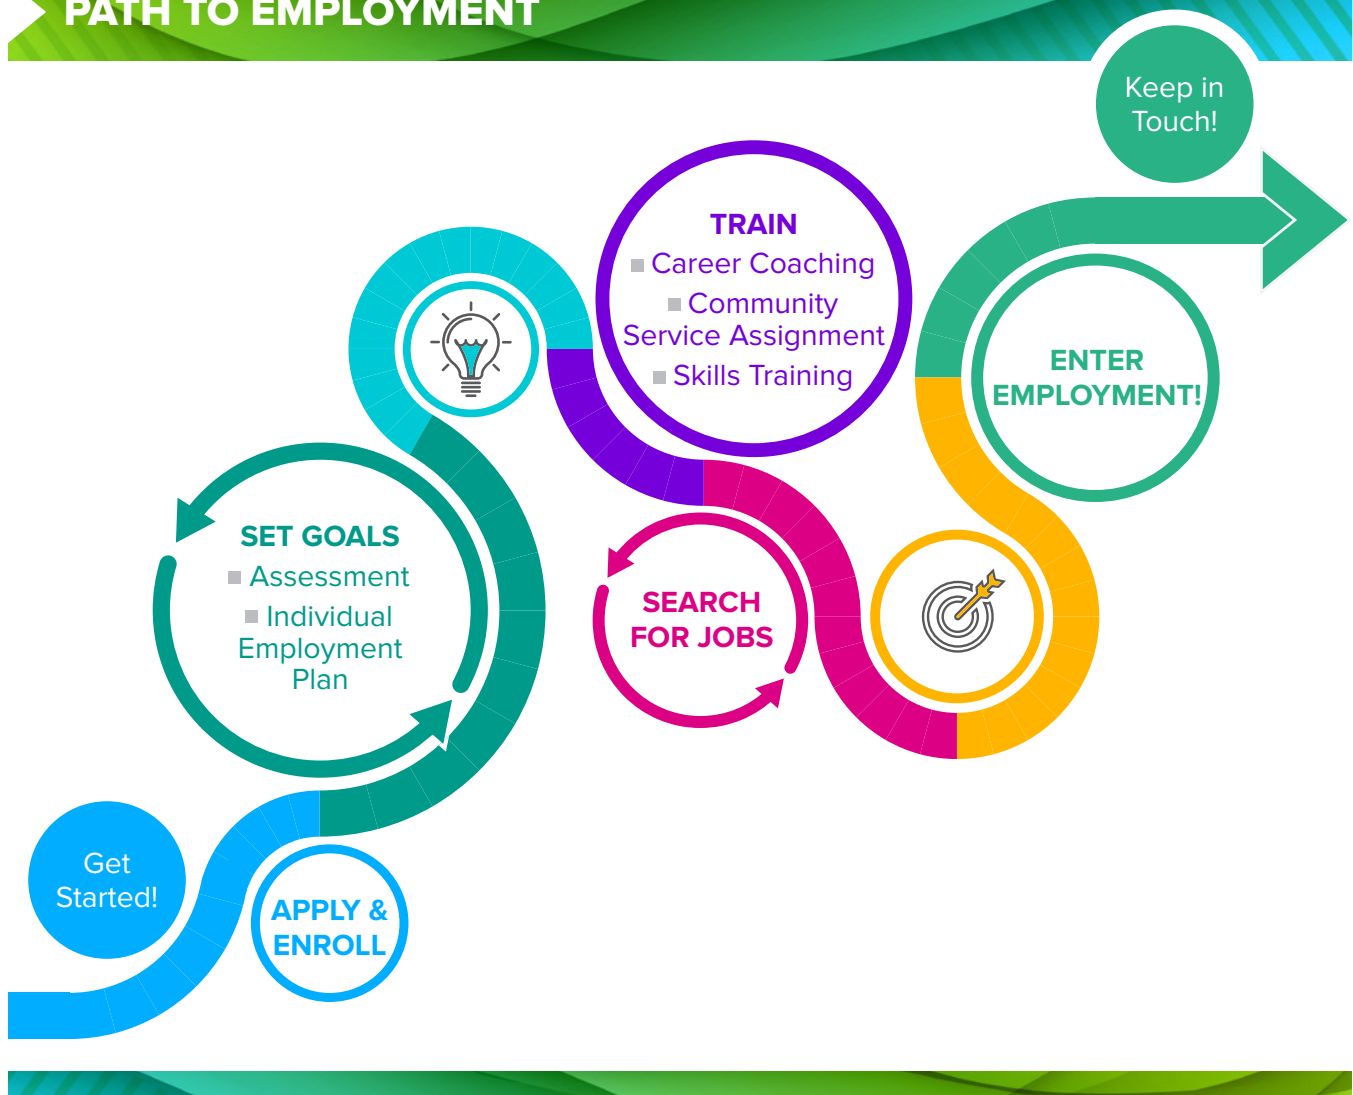 PATH TO EMPLOYMENT
Keep in
Touch!
TRAIN
Career Coaching
Community
Service Assignment
Skills Training
ENTER
EMPLOYMENT!
SET GOALS
Assessment
Individual
Employment
Plan
SEARCH
FOR JOBS
Get
Started!
APPLY &
ENROLL